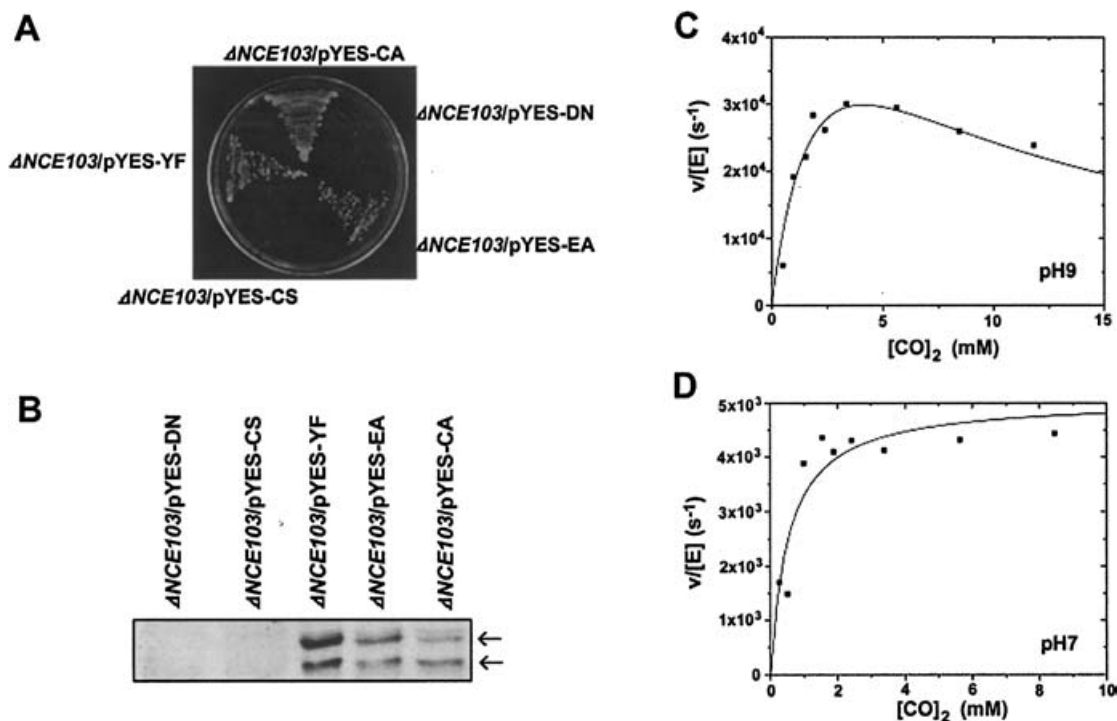 A
ΔNCE103/pYES-CA
ΔNCE103/pYES-DN
ΔNCE103/pYES-YF
ΔNCE103/pYES-EA
ΔNCE103/pYES-CS
B
ΔNCE103/pYES-DN
ΔNCE103/pYES-CS
ΔNCE103/pYES-YF
ΔNCE103/pYES-EA
ΔNCE103/pYES-CA
C
4x10⁴
3x10⁴
2x10⁴
1x10⁴
0
v/[E] (s⁻¹)
pH9
0 5 10 15
[CO]₂ (mM)
D
5x10³
4x10³
3x10³
2x10³
1x10³
0
v/[E] (s⁻¹)
pH7
0 2 4 6 8 10
[CO]₂ (mM)